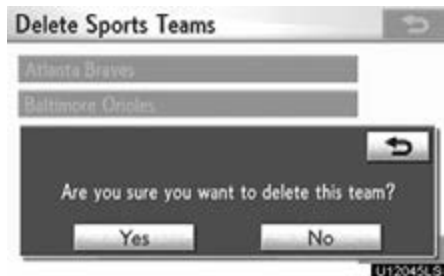 Delete Sports Teams
Atlanta Braves
Baltimore Orioles
Are you sure you want to delete this team?
Yes No
U12045LS